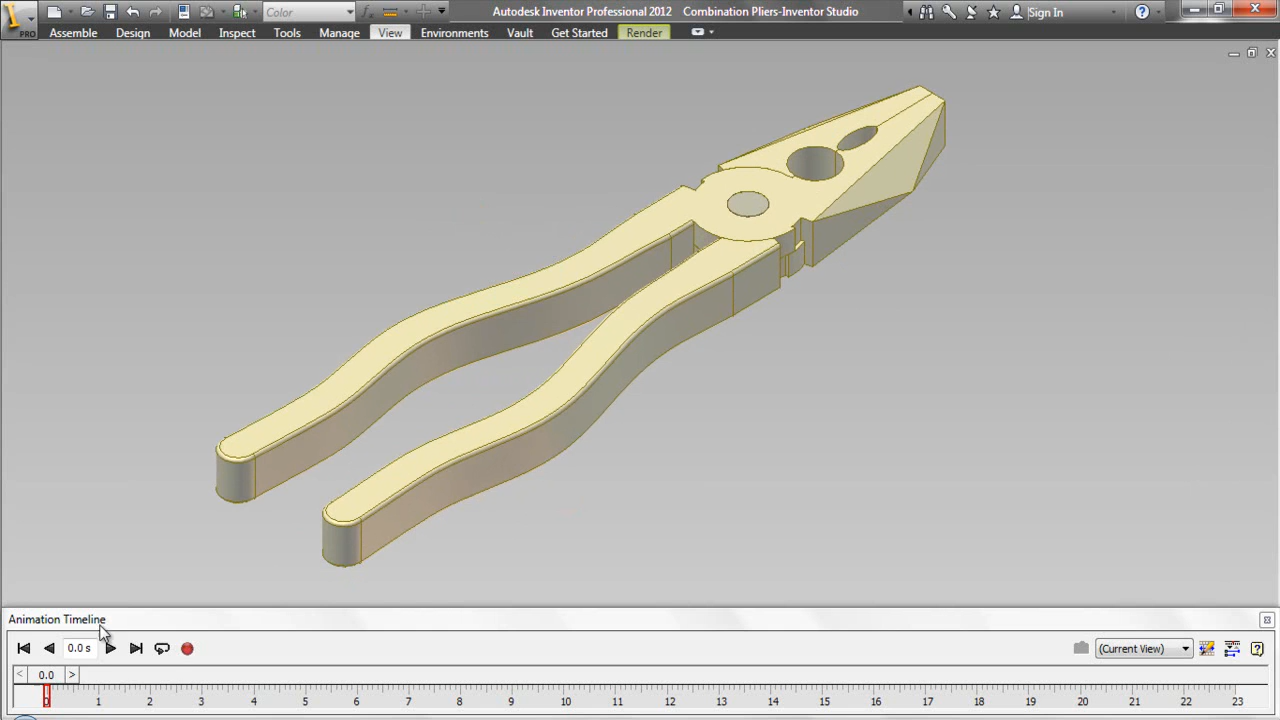 Color
Autodesk Inventor Professional 2012 Combination Pliers-Inventor Studio
Sign In
PRO
Assemble Design Model Inspect Tools Manage View Environments Vault Get Started Render
Animation Timeline
0.0 s
(Current View)
0.0
0 1 2 3 4 5 6 7 8 9 10 11 12 13 14 15 16 17 18 19 20 21 22 23